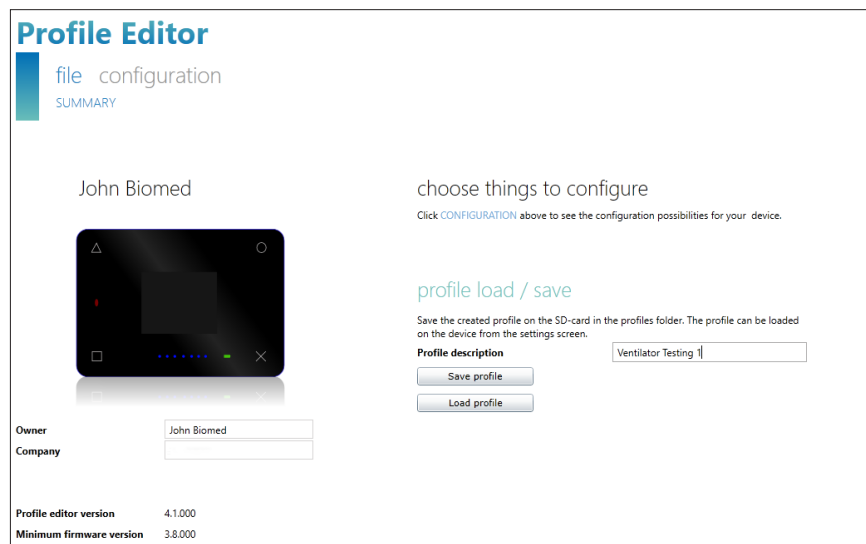 Profile Editor
file configuration
SUMMARY
John Biomed
choose things to configure
Click CONFIGURATION above to see the configuration possibilities for your device.
profile load / save
Save the created profile on the SD-card in the profiles folder. The profile can be loaded
on the device from the settings screen.
Profile description Ventilator Testing 1
Save profile
Load profile
Owner John Biomed
Company
Profile editor version 4.1.000
Minimum firmware version 3.8.000